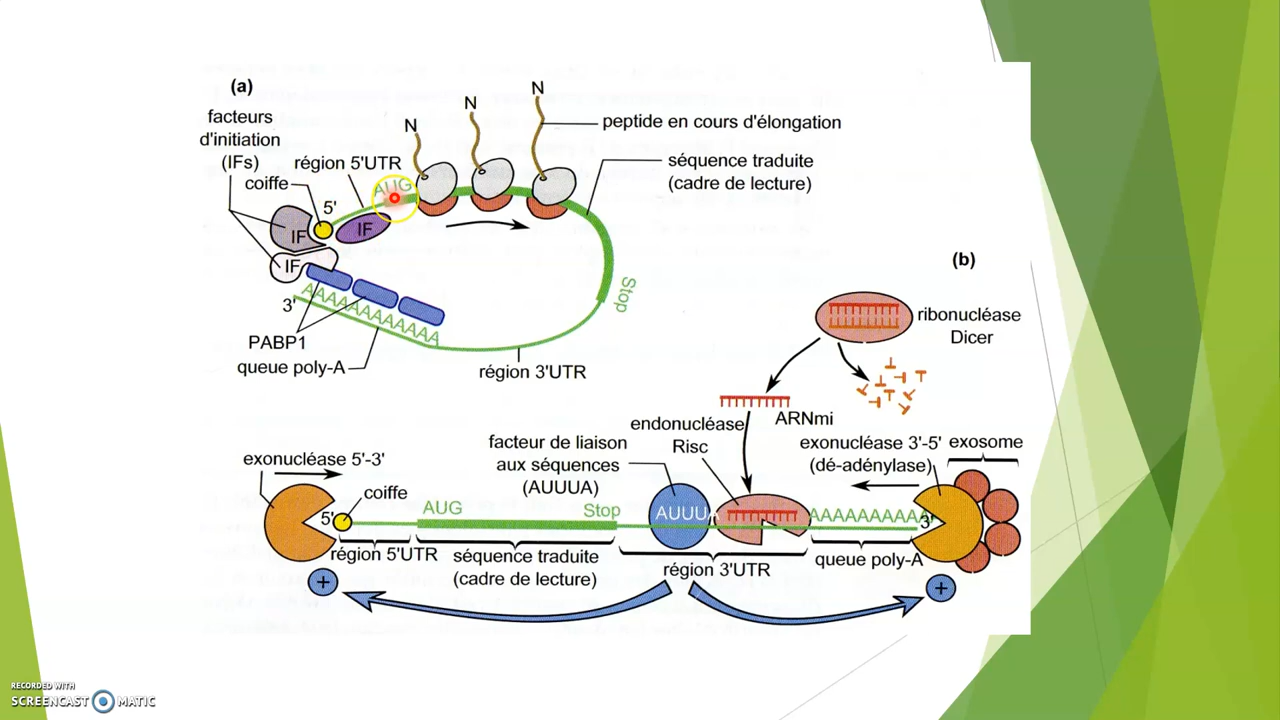 (a)
facteurs
d'initiation
(IFs)
région 5'UTR
coiffe
5'
AUG
IF
IF
IF
N
N
N
peptide en cours d'élongation
séquence traduite
(cadre de lecture)
Stop
3'
AAAAAAAAAAA
PABP1
queue poly-A
région 3'UTR
(b)
ribonucléase
Dicer
ARNmi
endonucléase
Risc
facteur de liaison
aux séquences
(AUUUA)
exonucléase 3'-5'
(dé-adénylase)
exosome
exonucléase 5'-3'
coiffe
5'
AUG
Stop
AUUUA
AAAAAAAAAA
3'
région 5'UTR
séquence traduite
(cadre de lecture)
région 3'UTR
queue poly-A
+
+
RECORDED WITH
SCREENCAST MATIC